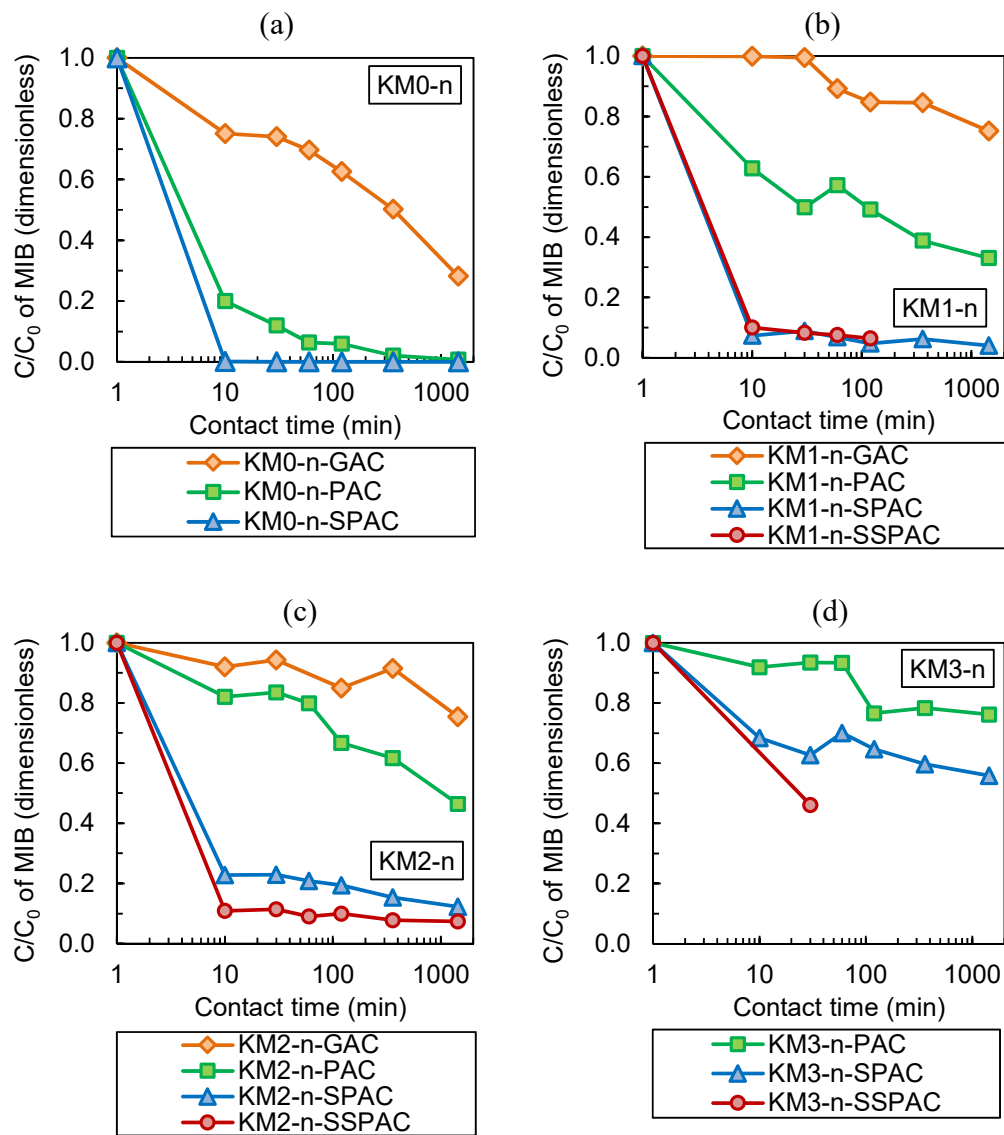 (a)
C/C0 of MIB (dimensionless)
1.0
0.8
0.6
0.4
0.2
0.0
KM0-n
1 10 100 1000
Contact time (min)
KM0-n-GAC
KM0-n-PAC
KM0-n-SPAC
(b)
C/C0 of MIB (dimensionless)
1.0
0.8
0.6
0.4
0.2
0.0
KM1-n
1 10 100 1000
Contact time (min)
KM1-n-GAC
KM1-n-PAC
KM1-n-SPAC
KM1-n-SSPAC
(c)
C/C0 of MIB (dimensionless)
1.0
0.8
0.6
0.4
0.2
0.0
KM2-n
1 10 100 1000
Contact time (min)
KM2-n-GAC
KM2-n-PAC
KM2-n-SPAC
KM2-n-SSPAC
(d)
C/C0 of MIB (dimensionless)
1.0
0.8
0.6
0.4
0.2
0.0
KM3-n
1 10 100 1000
Contact time (min)
KM3-n-PAC
KM3-n-SPAC
KM3-n-SSPAC